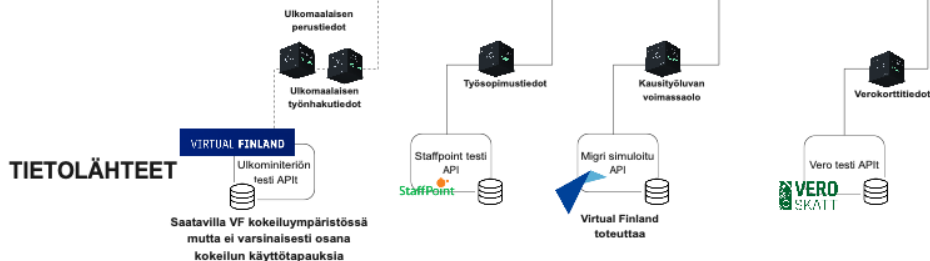 Ulkomaalaisen
perustiedot
Ulkomaalaisen
työnhakutiedot
Työsopimustiedot
Kausityöluvan
voimassaolo
Verokorttitiedot
TIETOLÄHTEET
VIRTUAL FINLAND
Ulkoministeriön
testi APIt
Saatavilla VF kokeiluympäristössä
mutta ei varsinaisesti osana
kokeilun käyttötapauksia
Staffpoint testi
API
StaffPoint
Migri simuloitu
API
Virtual Finland
toteuttaa
Vero testi APIt
VERO
SKATT